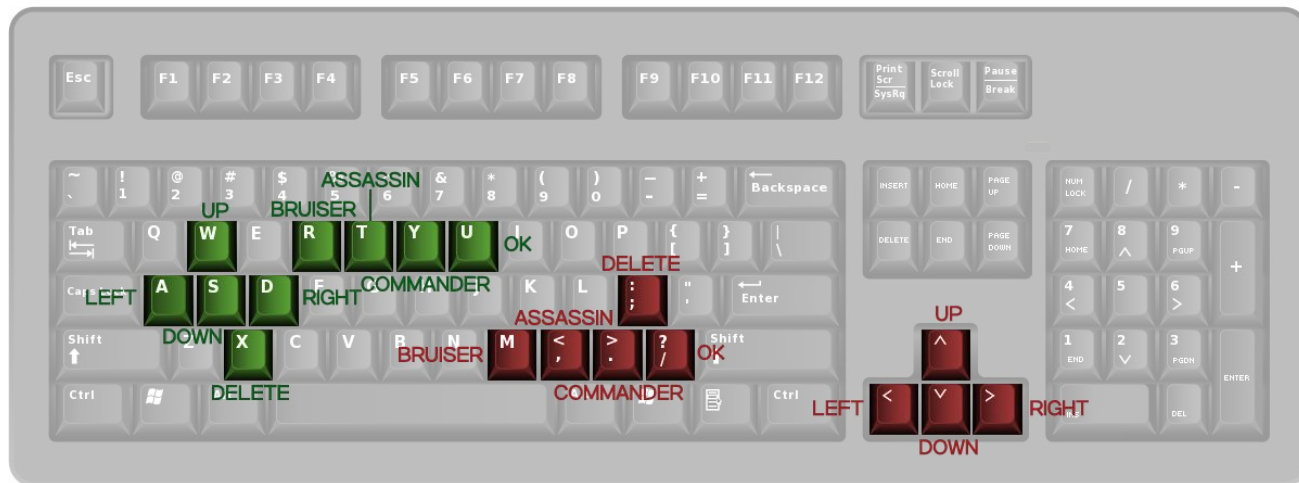 Esc F1 F2 F3 F4 F5 F6 F7 F8 F9 F10 F11 F12 Print Scr SysRq Scroll Lock Pause Break
~ ! @ # $ & * ( ) — + Backspace INSERT HOME PAGE UP NUM LOCK / * -
` 1 2 3 4 5 6 7 8 9 0 - =
ASSASSIN
UP BRUISER
Tab Q W E R T Y U I O P { [ } ] | \ OK DELETE END PAGE DOWN 7 HOME 8 9 PGUP +
COMMANDER DELETE
LEFT A S D RIGHT K L : ; " ' Enter 4 < 5 6 >
DOWN ASSASSIN UP
Shift Z X C V B N M < , > . ? / Shift 1 END 2 3 PGDN ENTER
BRUISER OK
DELETE COMMANDER
Ctrl Ctrl LEFT < > RIGHT INS DEL
DOWN